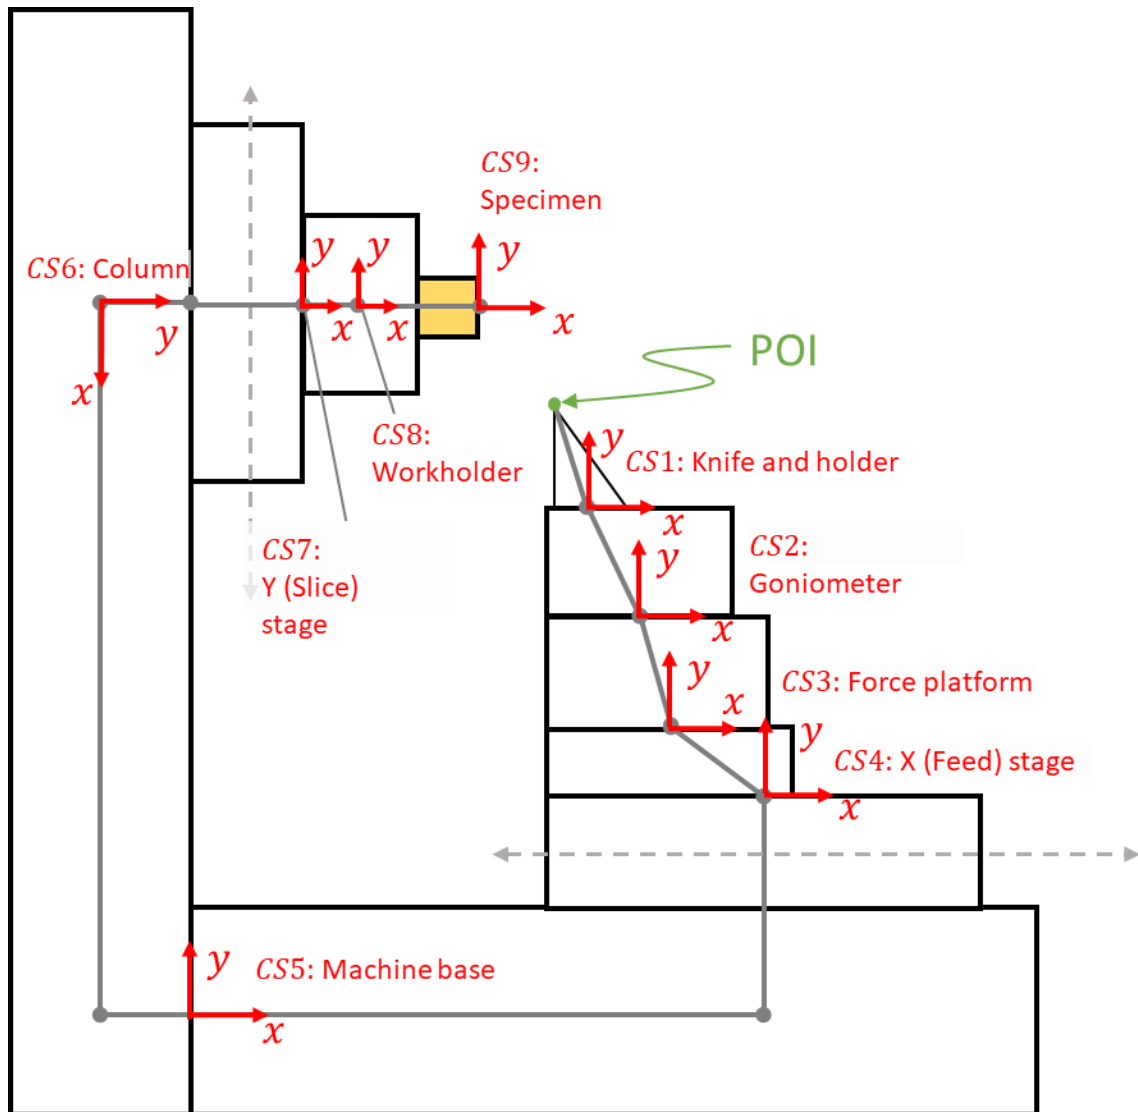 CS9:
Specimen
y
x
CS6: Column
y
x
y
x
y
x
CS8:
Workholder
CS7:
Y (Slice)
stage
POI
y
CS1: Knife and holder
x
y
CS2:
Goniometer
x
y
CS3: Force platform
x
y
CS4: X (Feed) stage
x
y
CS5: Machine base
x